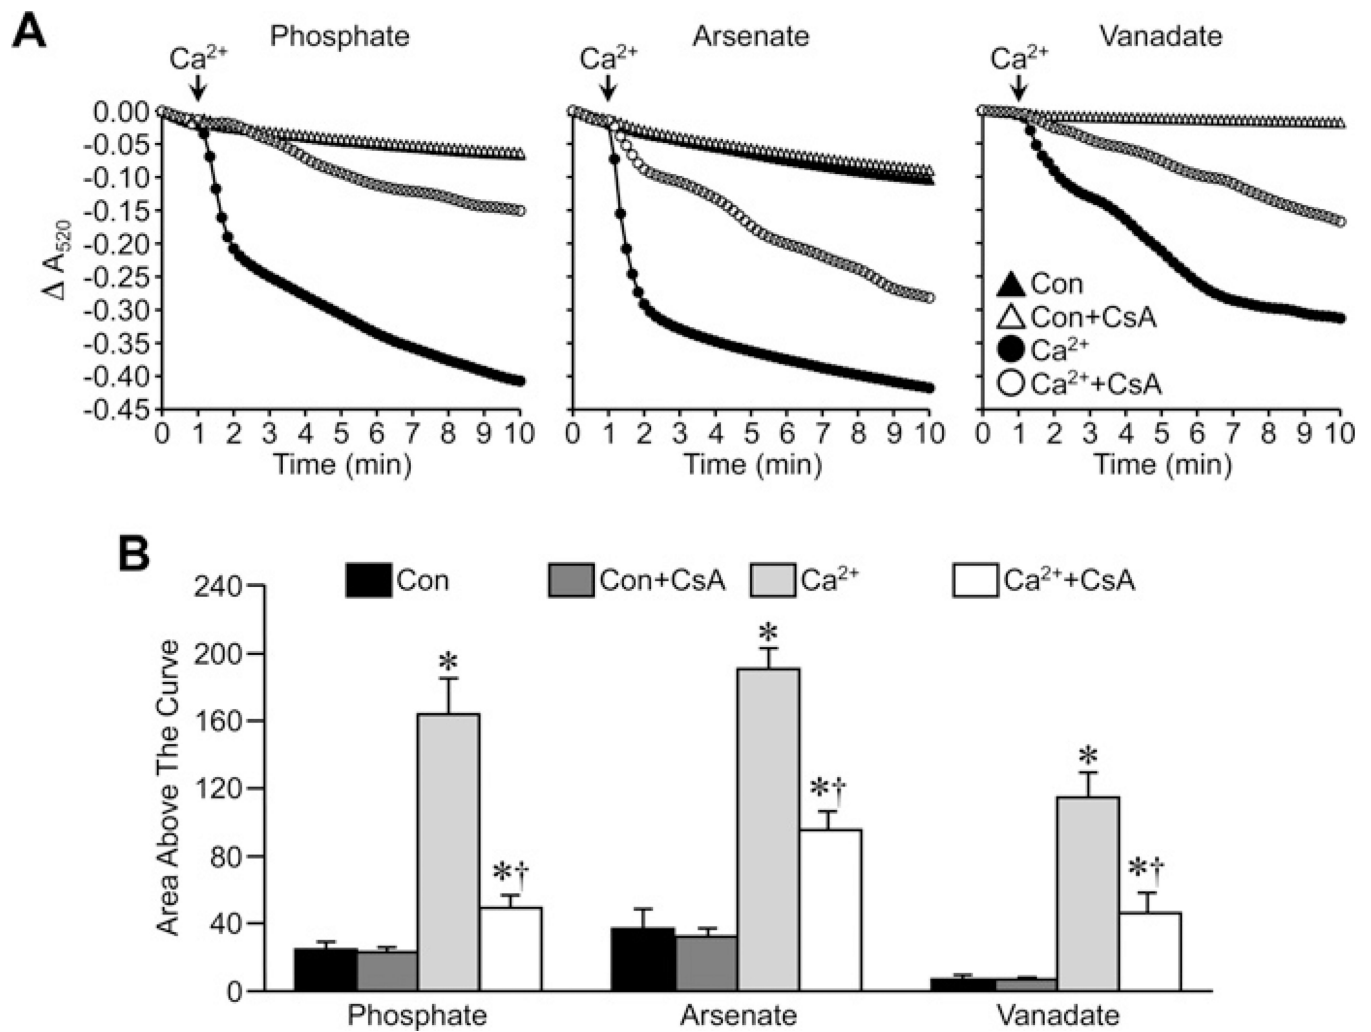 A
Phosphate
Arsenate
Vanadate
Ca²⁺
Ca²⁺
Ca²⁺
0.00
-0.05
-0.10
-0.15
-0.20
-0.25
-0.30
-0.35
-0.40
-0.45
Δ A₅₂₀
Con
Con+CsA
Ca²⁺
Ca²⁺+CsA
0 1 2 3 4 5 6 7 8 9 10
0 1 2 3 4 5 6 7 8 9 10
0 1 2 3 4 5 6 7 8 9 10
Time (min)
Time (min)
Time (min)
B
Con
Con+CsA
Ca²⁺
Ca²⁺+CsA
240
200
160
120
80
40
0
Area Above The Curve
*
*†
*
*†
*
*†
Phosphate
Arsenate
Vanadate